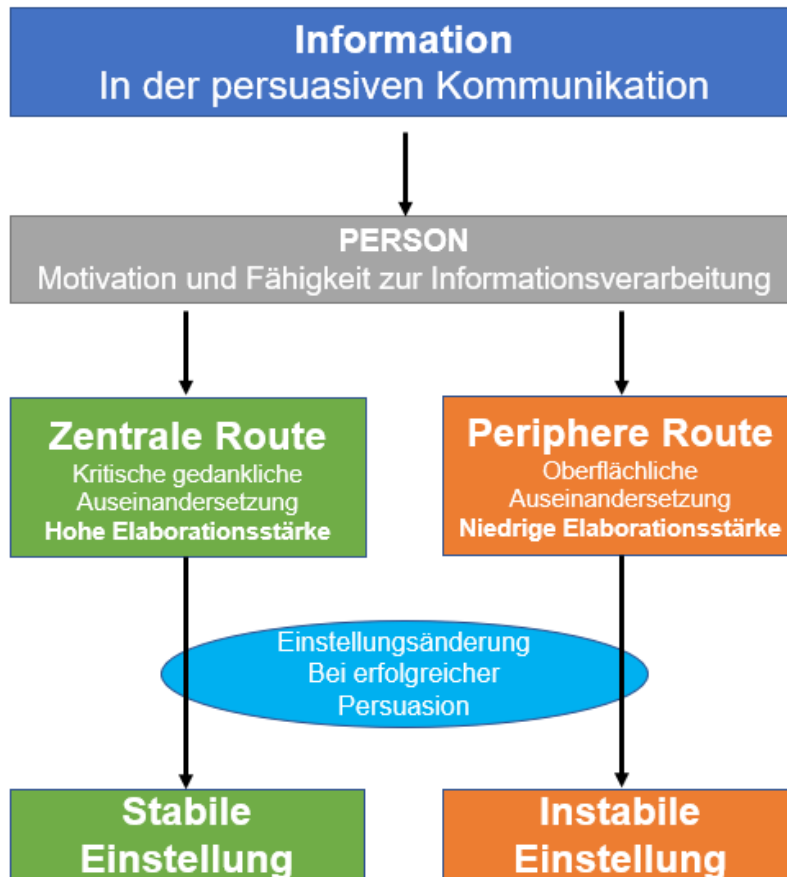 Information
In der persuasiven Kommunikation
PERSON
Motivation und Fähigkeit zur Informationsverarbeitung
Zentrale Route
Kritische gedankliche
Auseinandersetzung
Hohe Elaborationsstärke
Periphere Route
Oberflächliche
Auseinandersetzung
Niedrige Elaborationsstärke
Einstellungsänderung
Bei erfolgreicher
Persuasion
Stabile
Einstellung
Instabile
Einstellung